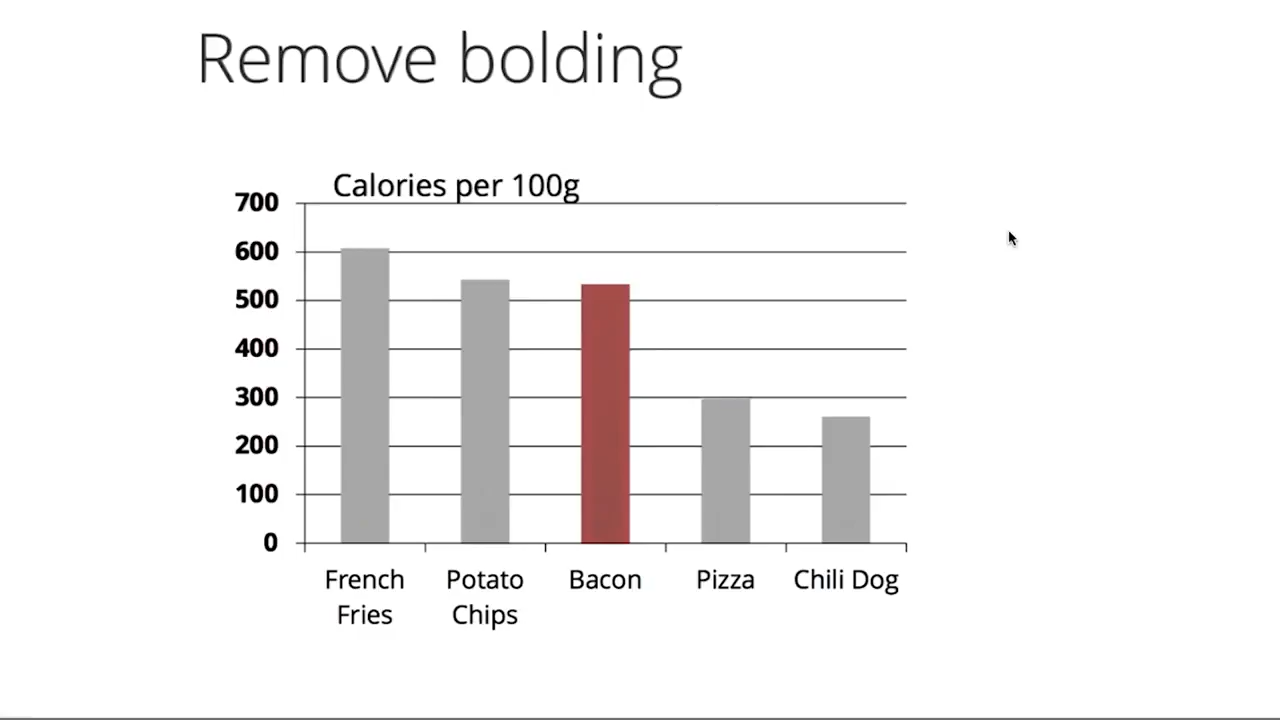 Remove bolding
Calories per 100g
700
600
500
400
300
200
100
0
French
Fries
Potato
Chips
Bacon
Pizza
Chili Dog